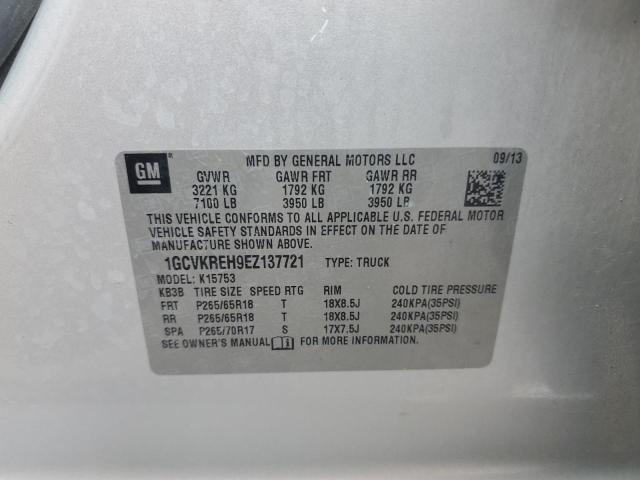 GM ® MFD BY GENERAL MOTORS LLC 09/13
GVWR GAWR FRT GAWR RR
3221 KG 1792 KG 1792 KG
7100 LB 3950 LB 3950 LB
THIS VEHICLE CONFORMS TO ALL APPLICABLE U.S. FEDERAL MOTOR
VEHICLE SAFETY STANDARDS IN EFFECT ON THE DATE OF
MANUFACTURE SHOWN ABOVE.
1GCVKREH9EZ137721 TYPE: TRUCK
MODEL: K15753
KB3B TIRE SIZE SPEED RTG RIM COLD TIRE PRESSURE
FRT P265/65R18 T 18X8.5J 240KPA(35PSI)
RR P265/65R18 T 18X8.5J 240KPA(35PSI)
SPA P265/70R17 S 17X7.5J 240KPA(35PSI)
SEE OWNER'S MANUAL FOR MORE INFORMATION.